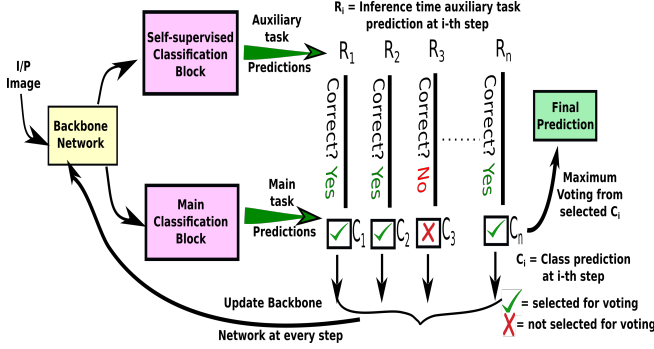 R_i = Inference time auxiliary task
prediction at i-th step
Auxiliary
task
Predictions
Self-supervised
Classification
Block
I/P
Image
Backbone
Network
Main
Classification
Block
Main
task
Predictions
R_1 R_2 R_3 R_n
Correct? Yes
Correct? Yes
Correct? No
........
Correct? Yes
C_1 C_2 C_3 C_n
Final
Prediction
Maximum
Voting from
selected C_i
C_i = Class prediction
at i-th step
Update Backbone
Network at every step
= selected for voting
= not selected for voting